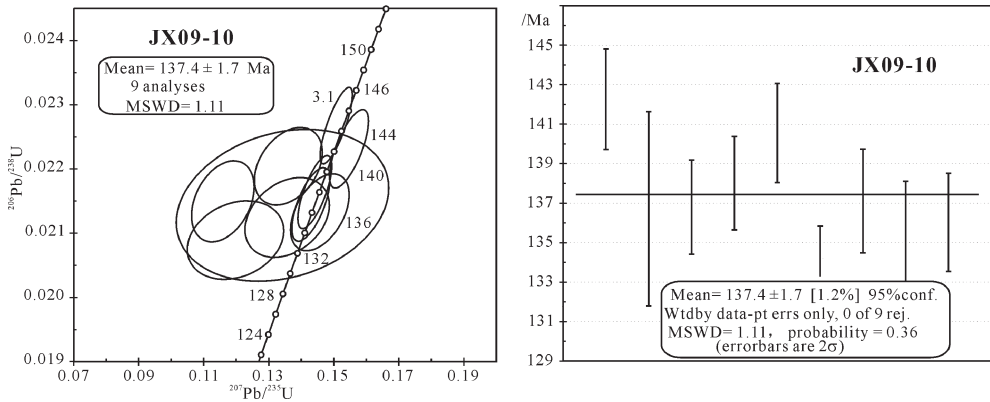 JX09-10
Mean= 137.4 ± 1.7 Ma
9 analyses
MSWD= 1.11
0.024
0.023
0.022
0.021
0.020
0.019
²⁰⁶Pb/²³⁸U
150
146
3.1
144
140
136
132
128
124
0.07
0.09
0.11
0.13
0.15
0.17
0.19
²⁰⁷Pb/²³⁵U
/Ma
145
143
141
139
137
135
133
131
129
JX09-10
Mean= 137.4 ±1.7 [1.2%] 95%conf.
Wtdby data-pt errs only, 0 of 9 rej.
MSWD= 1.11, probability = 0.36
(errorbars are 2σ)